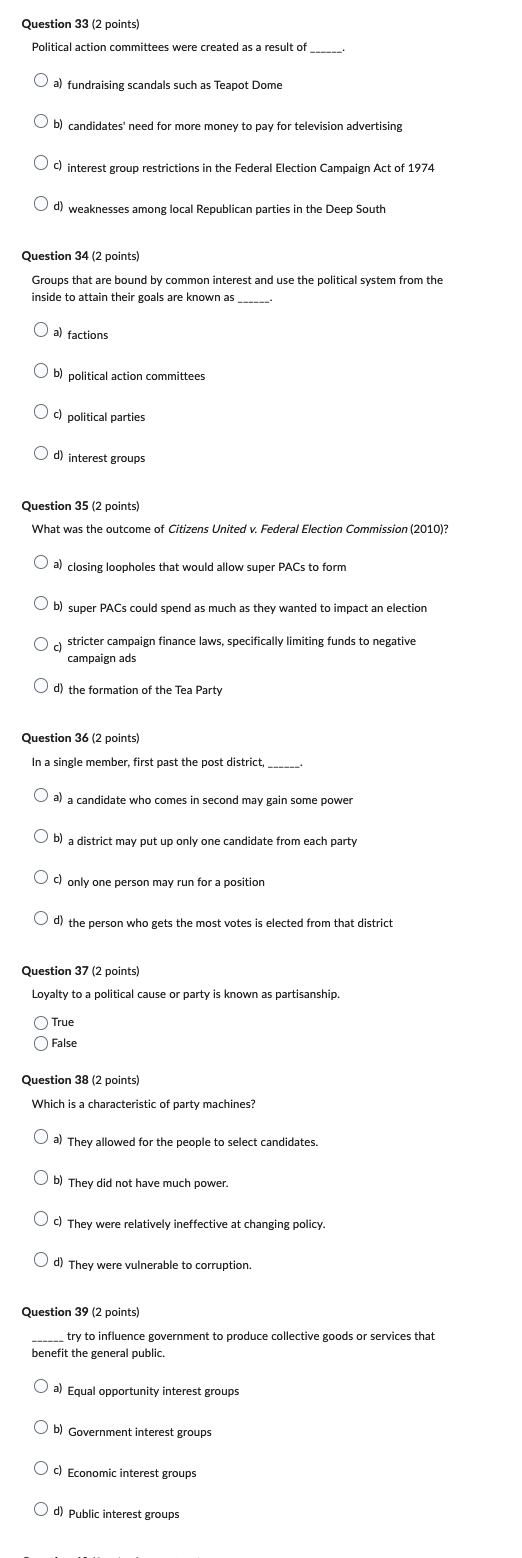 Question 33 (2 points)
Political action committees were created as a result of ______.
a) fundraising scandals such as Teapot Dome
b) candidates' need for more money to pay for television advertising
c) interest group restrictions in the Federal Election Campaign Act of 1974
d) weaknesses among local Republican parties in the Deep South
Question 34 (2 points)
Groups that are bound by common interest and use the political system from the
inside to attain their goals are known as ______.
a) factions
b) political action committees
c) political parties
d) interest groups
Question 35 (2 points)
What was the outcome of Citizens United v. Federal Election Commission (2010)?
a) closing loopholes that would allow super PACs to form
b) super PACs could spend as much as they wanted to impact an election
c) stricter campaign finance laws, specifically limiting funds to negative
campaign ads
d) the formation of the Tea Party
Question 36 (2 points)
In a single member, first past the post district, ______.
a) a candidate who comes in second may gain some power
b) a district may put up only one candidate from each party
c) only one person may run for a position
d) the person who gets the most votes is elected from that district
Question 37 (2 points)
Loyalty to a political cause or party is known as partisanship.
True
False
Question 38 (2 points)
Which is a characteristic of party machines?
a) They allowed for the people to select candidates.
b) They did not have much power.
c) They were relatively ineffective at changing policy.
d) They were vulnerable to corruption.
Question 39 (2 points)
______ try to influence government to produce collective goods or services that
benefit the general public.
a) Equal opportunity interest groups
b) Government interest groups
c) Economic interest groups
d) Public interest groups